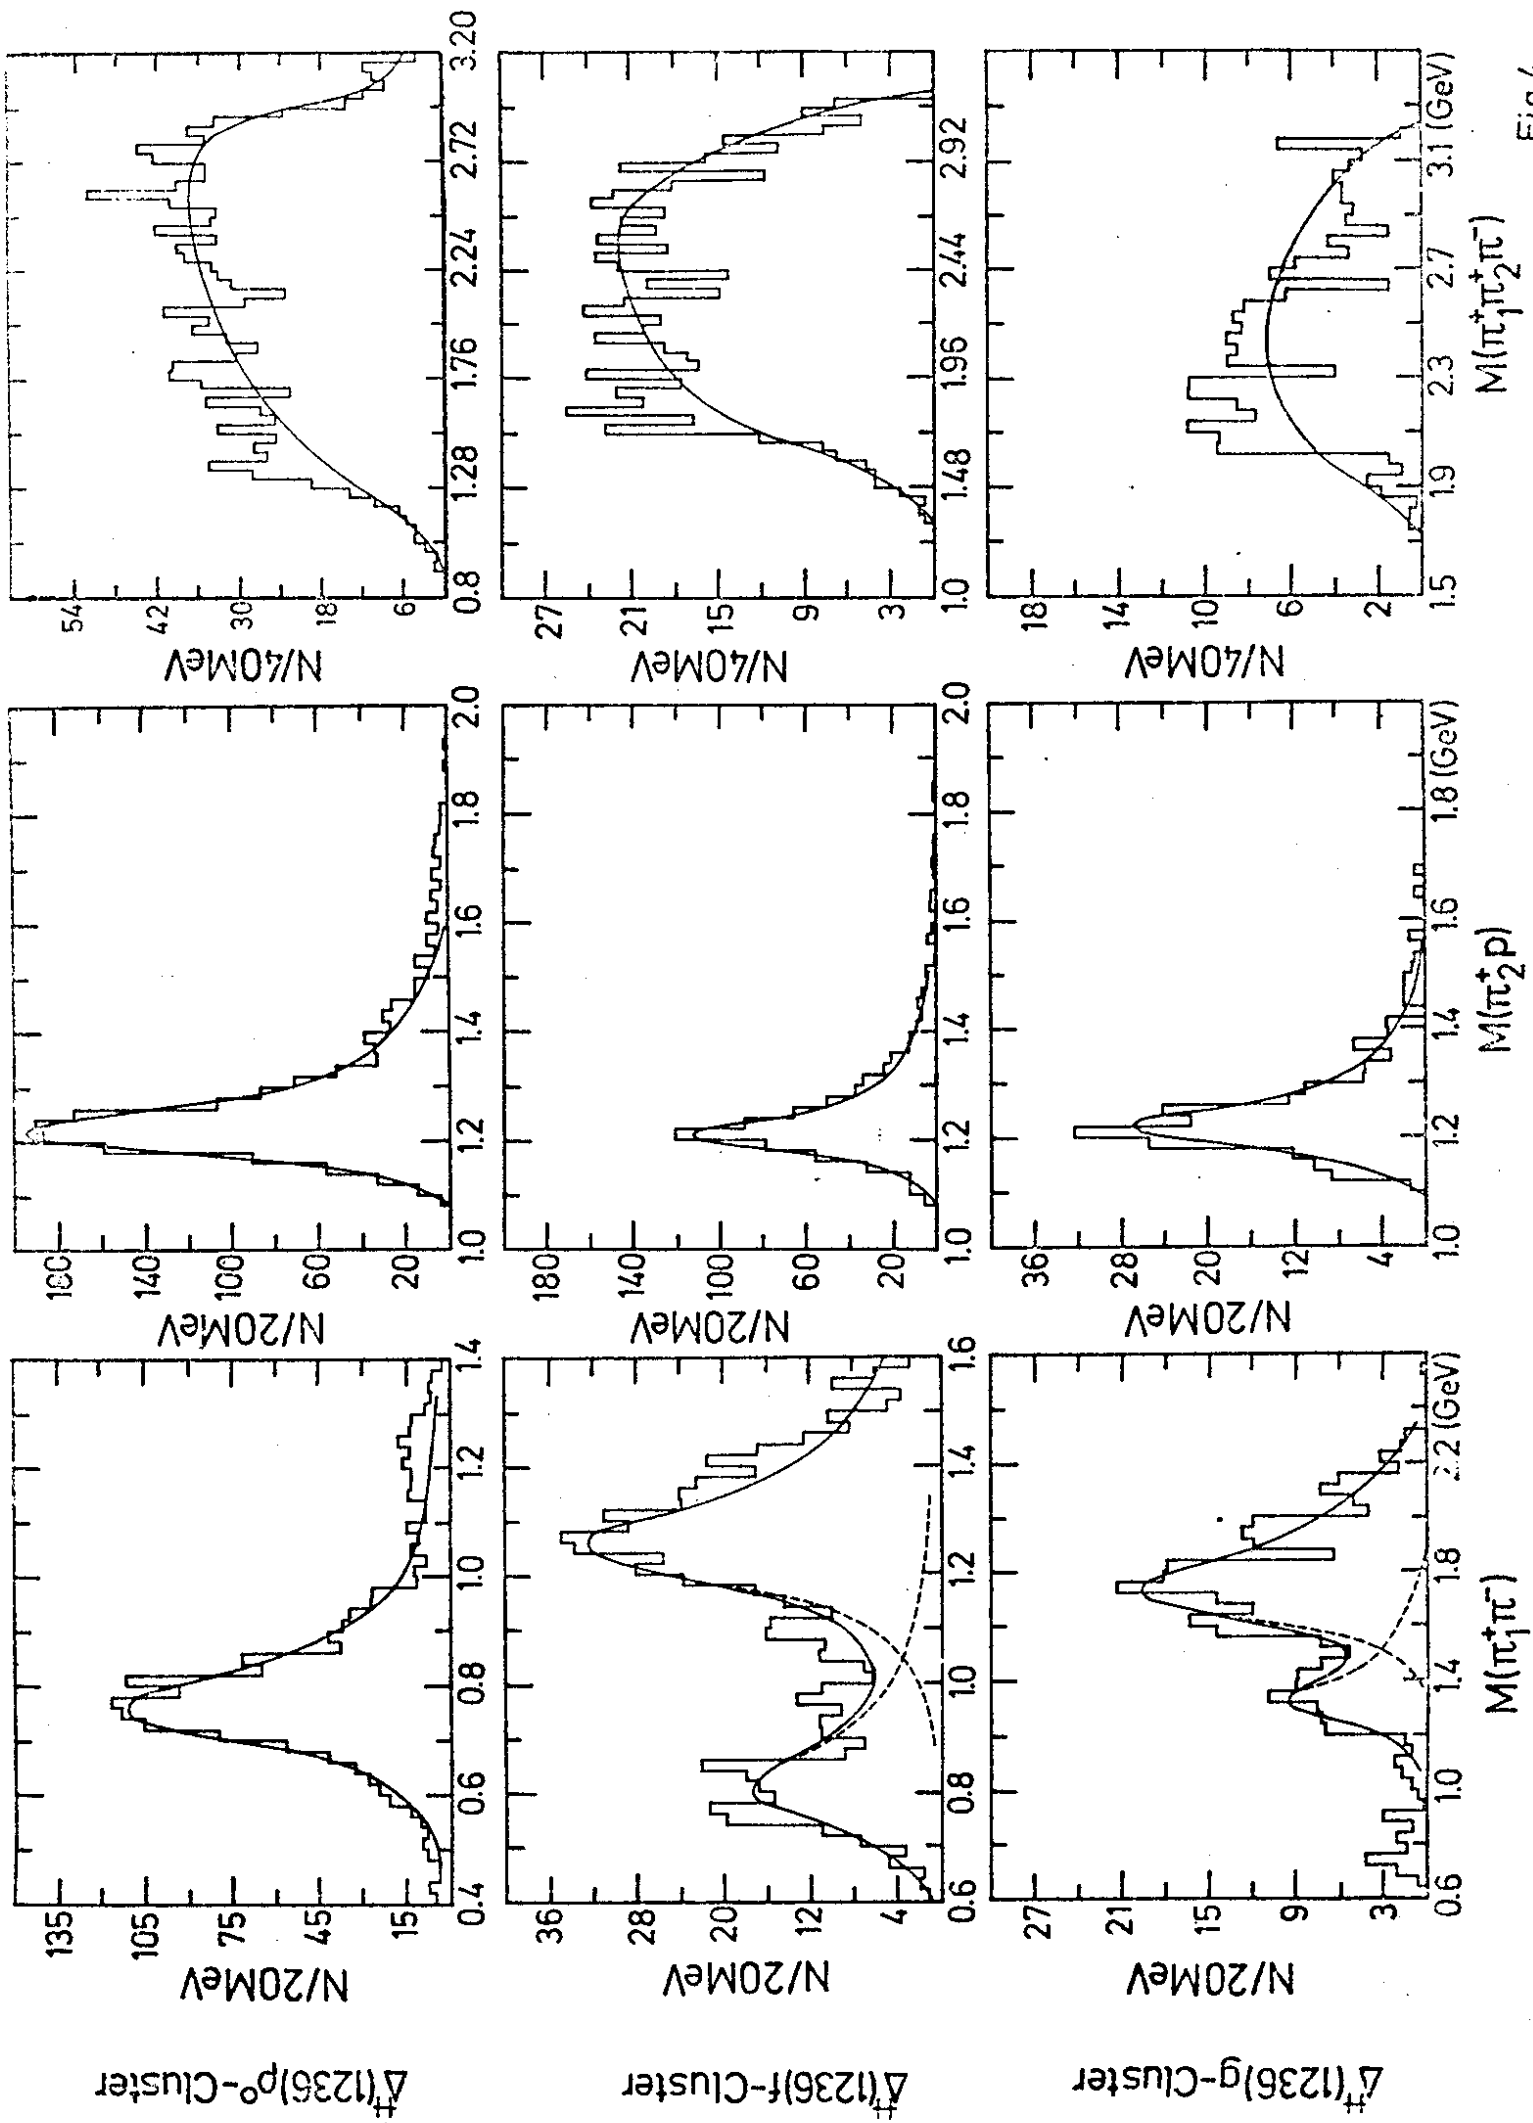 Δ⁺⁺(1236)ρ⁰-Cluster
N/20MeV
135
105
75
45
15
0.4 0.6 0.8 1.0 1.2 1.4
N/20MeV
180
140
100
60
20
1.0 1.2 1.4 1.6 1.8 2.0
N/40MeV
54
42
30
18
6
0.8 1.28 1.76 2.24 2.72 3.20
Δ⁺⁺(1236)f-Cluster
N/20MeV
36
28
20
12
4
0.6 0.8 1.0 1.2 1.4 1.6
N/20MeV
180
140
100
60
20
1.0 1.2 1.4 1.6 1.8 2.0
N/40MeV
27
21
15
9
3
1.0 1.48 1.96 2.44 2.92
Δ⁺⁺(1236)g-Cluster
N/20MeV
27
21
15
9
3
0.6 1.0 1.4 1.8 2.2 (GeV)
M(π₁⁺π⁻)
N/20MeV
36
28
20
12
4
1.0 1.2 1.4 1.6 1.8 (GeV)
M(π₂⁺p)
N/40MeV
18
14
10
6
2
1.5 1.9 2.3 2.7 3.1 (GeV)
M(π₁⁺π₂⁺π⁻)